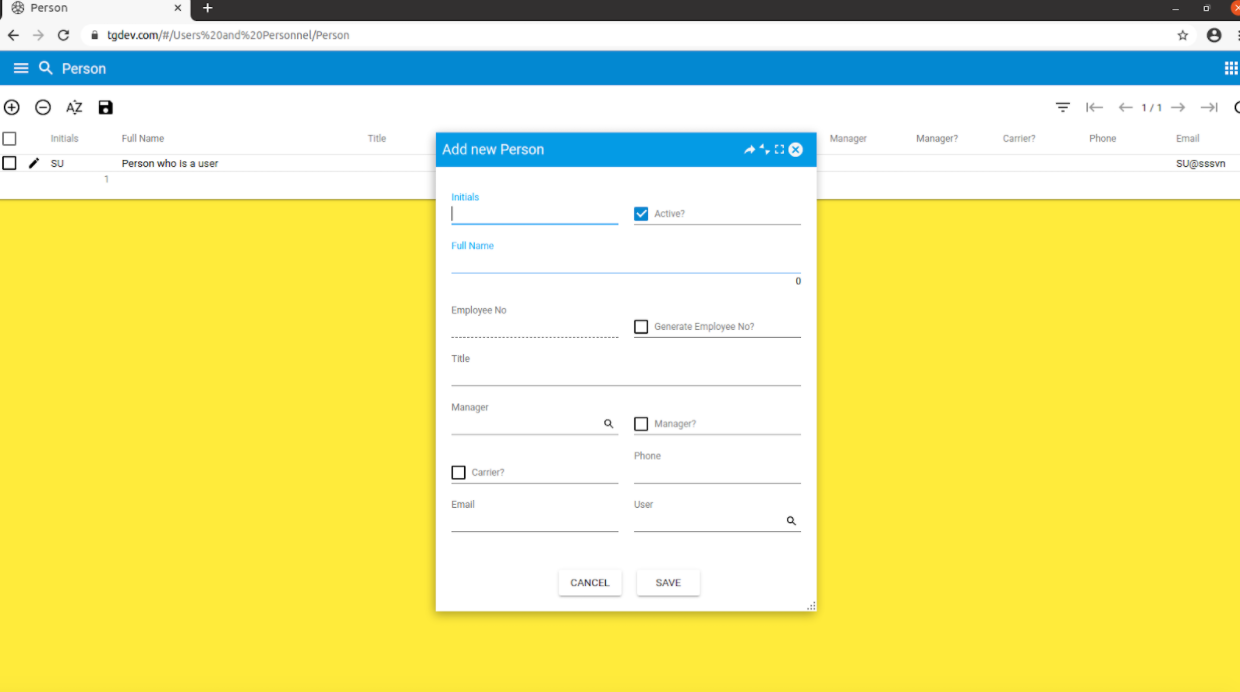 Person
tgdev.com/#/Users%20and%20Personnel/Person
Person
AZ
1 / 1
Initials Full Name Title Manager Manager? Carrier? Phone Email
SU Person who is a user SU@sssvn
1
Add new Person
Initials
Active?
Full Name
0
Employee No
Generate Employee No?
Title
Manager
Manager?
Phone
Carrier?
Email User
CANCEL SAVE